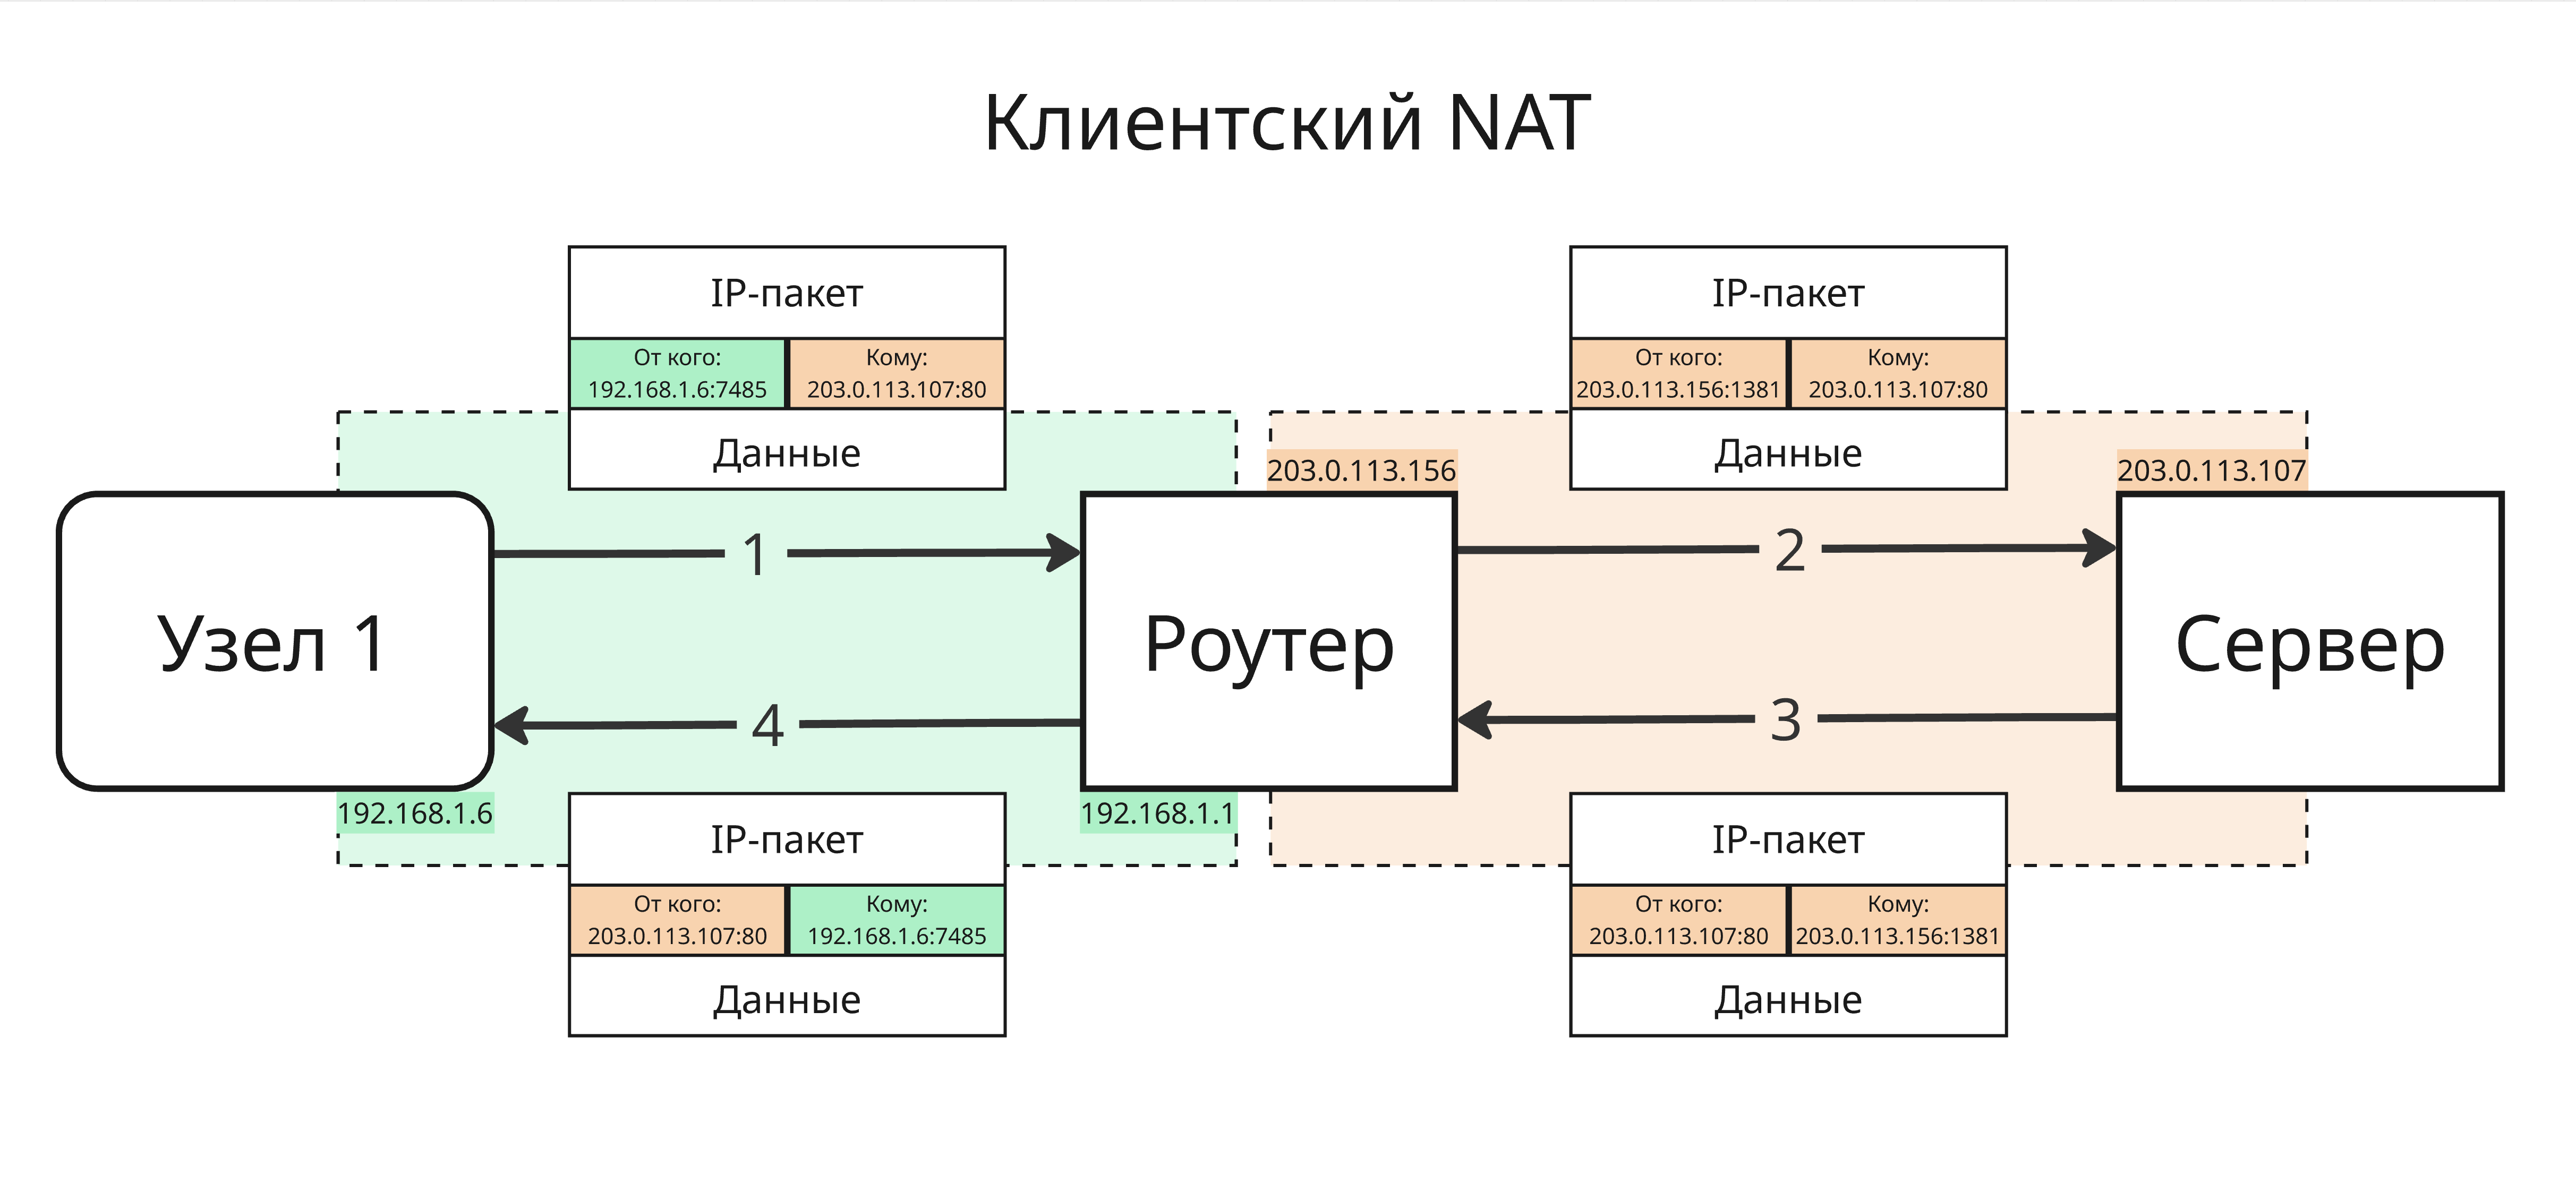 Клиентский NAT
IP-пакет
От кого:
192.168.1.6:7485
Кому:
203.0.113.107:80
Данные
IP-пакет
От кого:
203.0.113.156:1381
Кому:
203.0.113.107:80
Данные
203.0.113.156
203.0.113.107
1
2
Узел 1
Роутер
Сервер
4
3
192.168.1.6
192.168.1.1
IP-пакет
От кого:
203.0.113.107:80
Кому:
192.168.1.6:7485
Данные
IP-пакет
От кого:
203.0.113.107:80
Кому:
203.0.113.156:1381
Данные